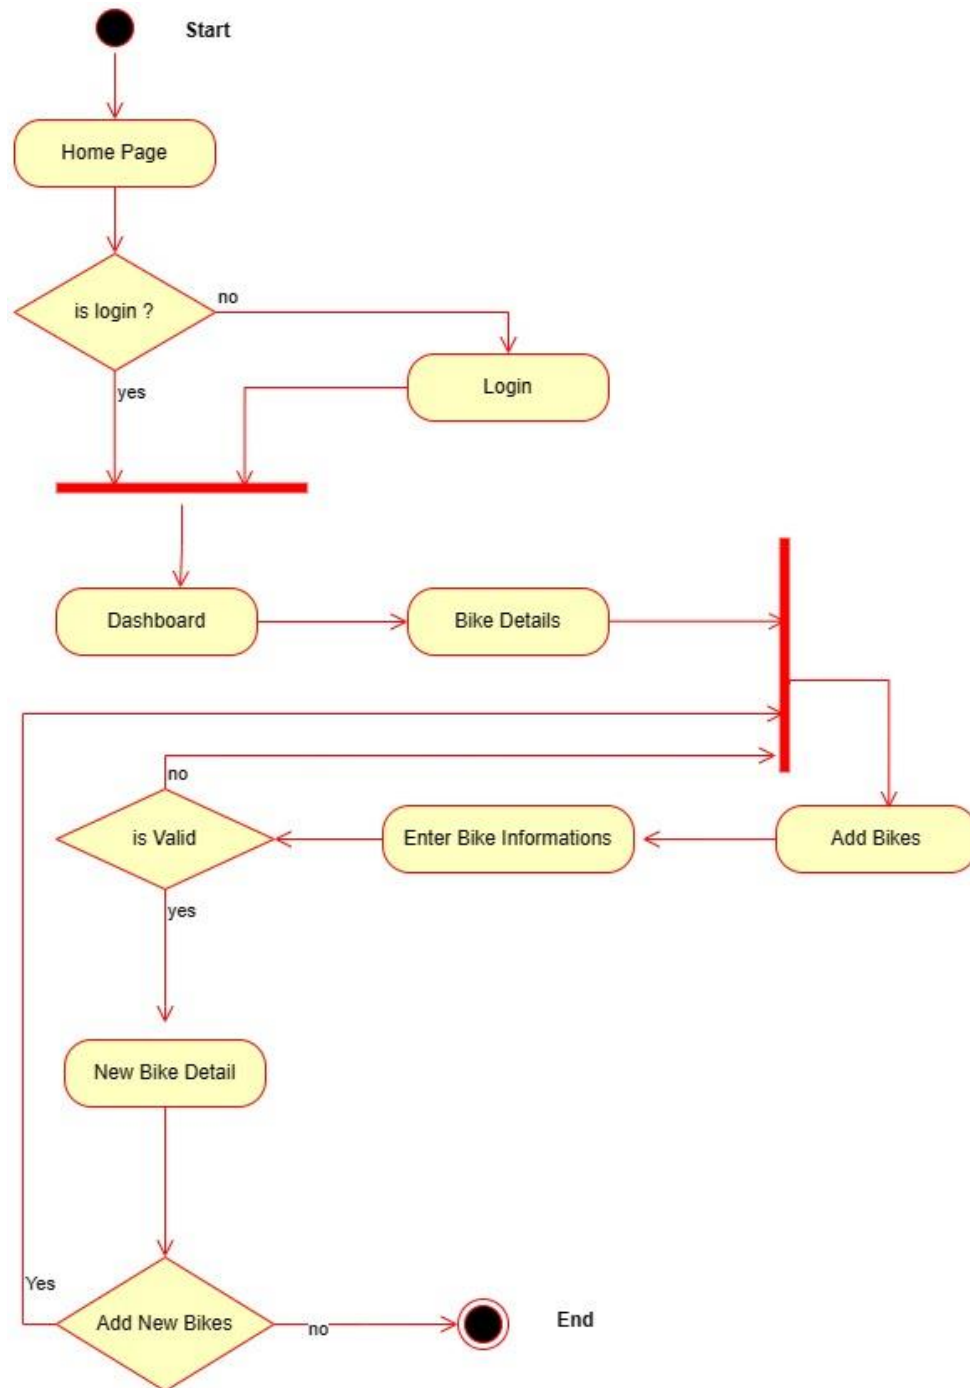 Start
Home Page
is login ?
no
yes
Login
Dashboard
Bike Details
no
is Valid
Enter Bike Informations
Add Bikes
yes
New Bike Detail
Yes
Add New Bikes
no
End